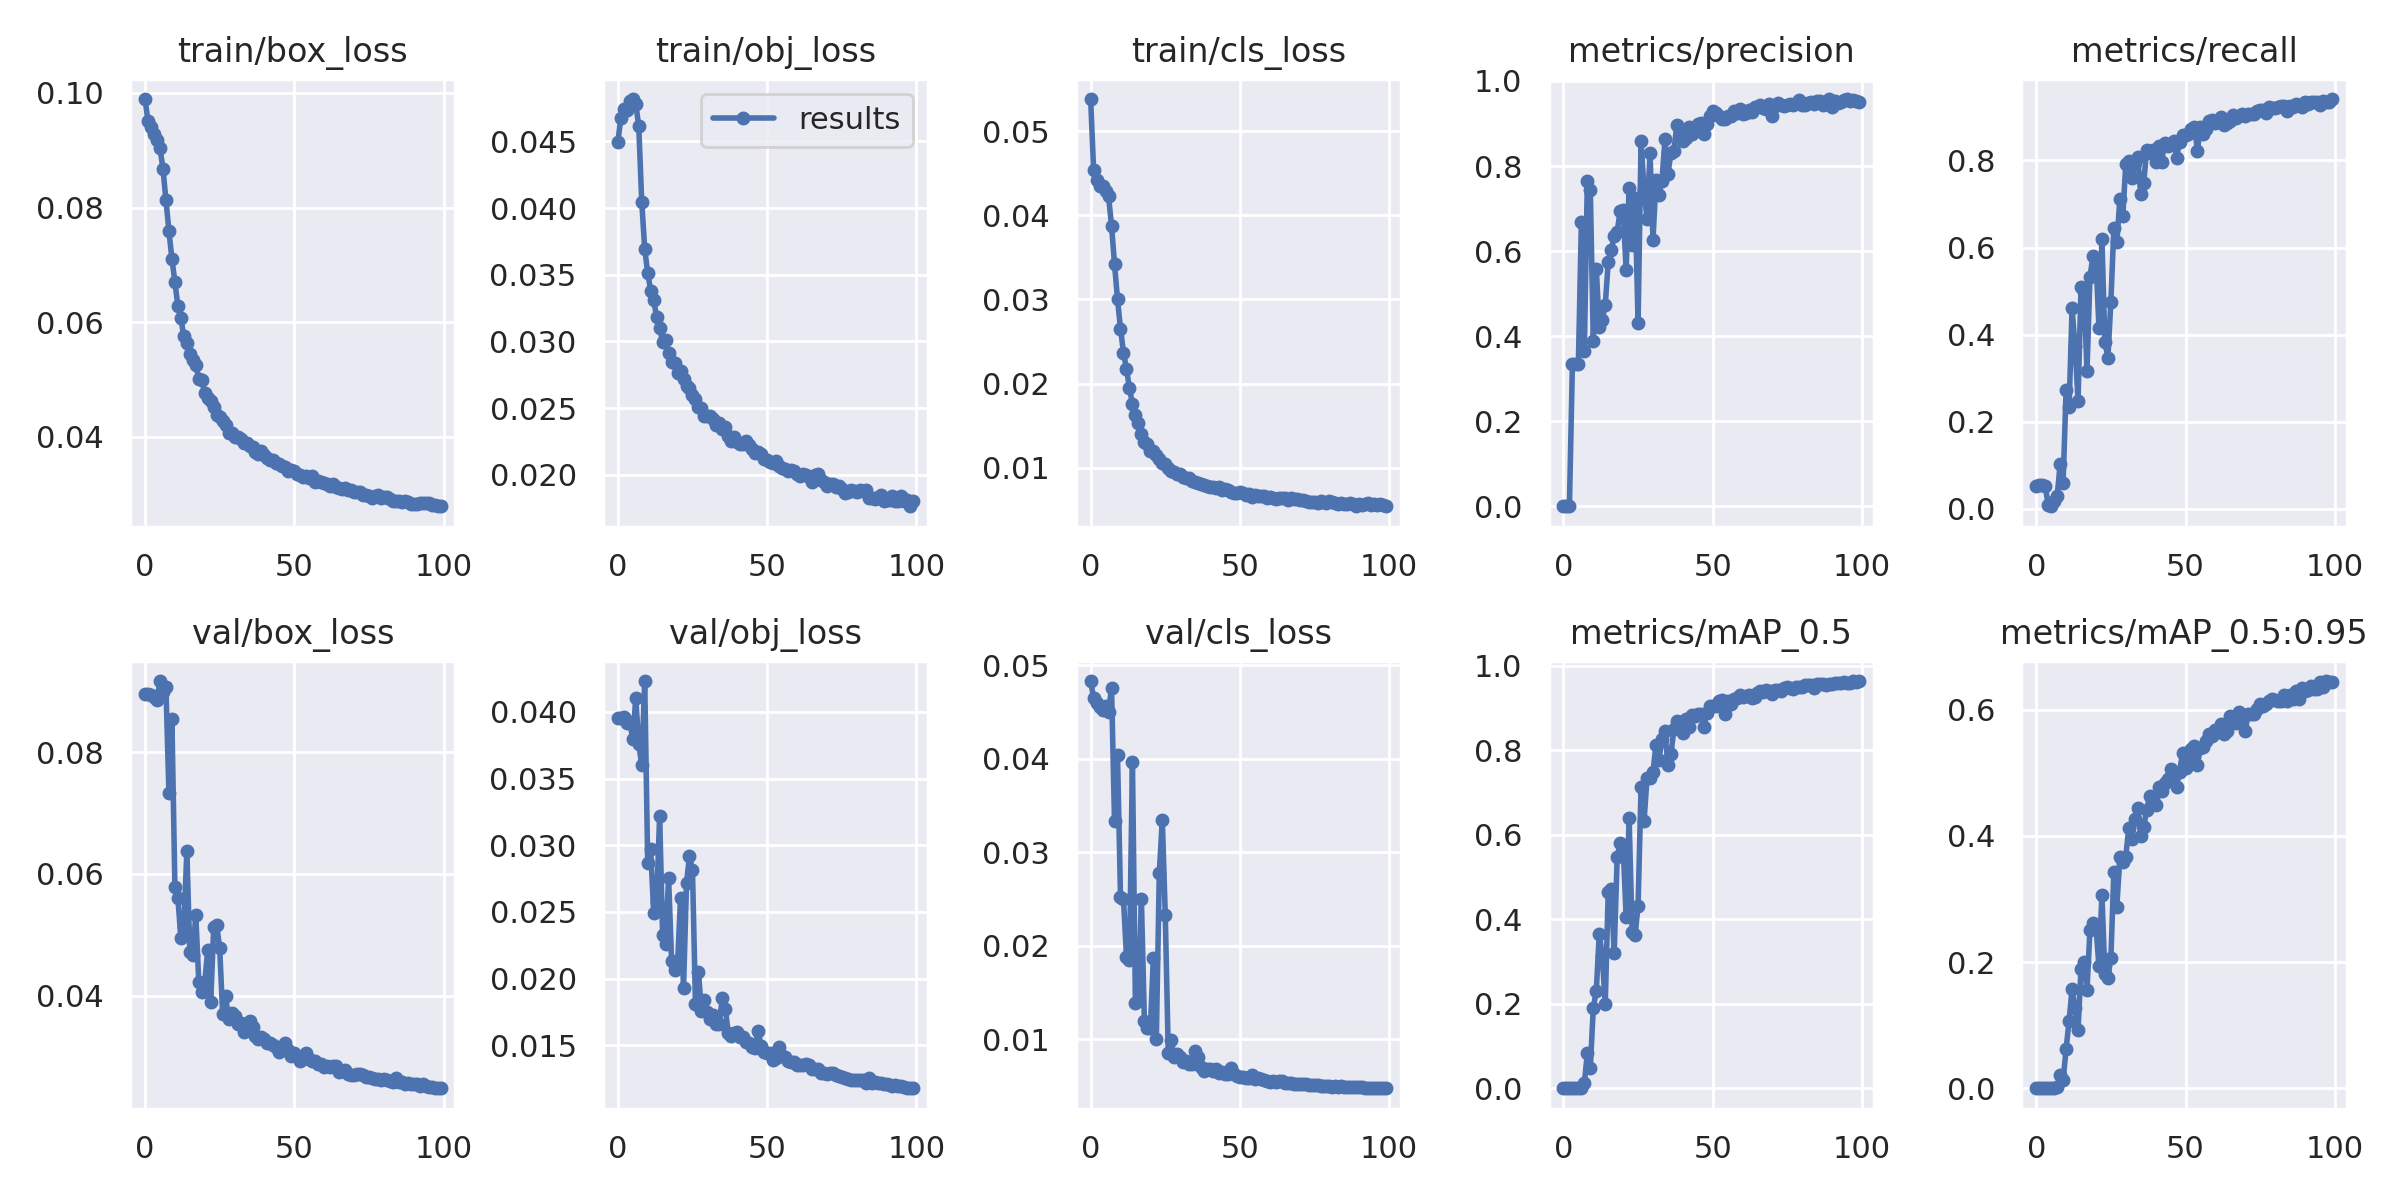 train/box_loss
0.10
0.08
0.06
0.04
0 50 100
train/obj_loss
results
0.045
0.040
0.035
0.030
0.025
0.020
0 50 100
train/cls_loss
0.05
0.04
0.03
0.02
0.01
0 50 100
metrics/precision
1.0
0.8
0.6
0.4
0.2
0.0
0 50 100
metrics/recall
0.8
0.6
0.4
0.2
0.0
0 50 100
val/box_loss
0.08
0.06
0.04
0 50 100
val/obj_loss
0.040
0.035
0.030
0.025
0.020
0.015
0 50 100
val/cls_loss
0.05
0.04
0.03
0.02
0.01
0 50 100
metrics/mAP_0.5
1.0
0.8
0.6
0.4
0.2
0.0
0 50 100
metrics/mAP_0.5:0.95
0.6
0.4
0.2
0.0
0 50 100